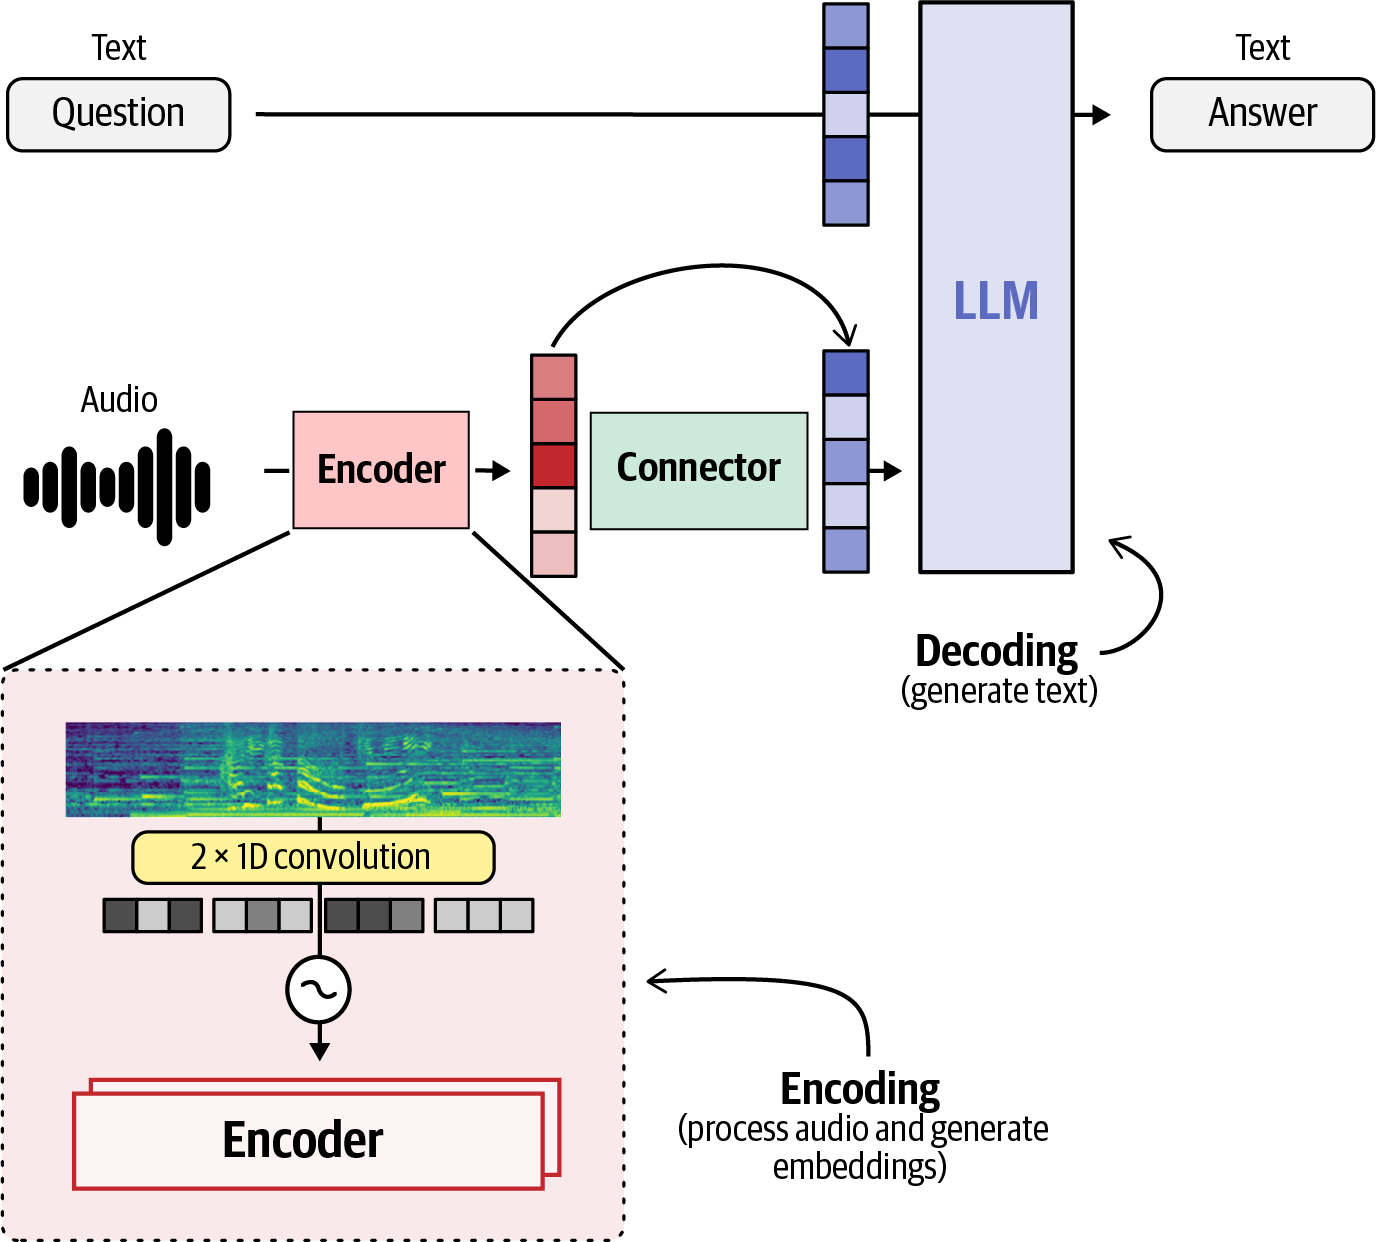 Text
Question
Text
Answer
LLM
Audio
Encoder
Connector
Decoding
(generate text)
2 × 1D convolution
Encoder
Encoding
(process audio and generate
embeddings)